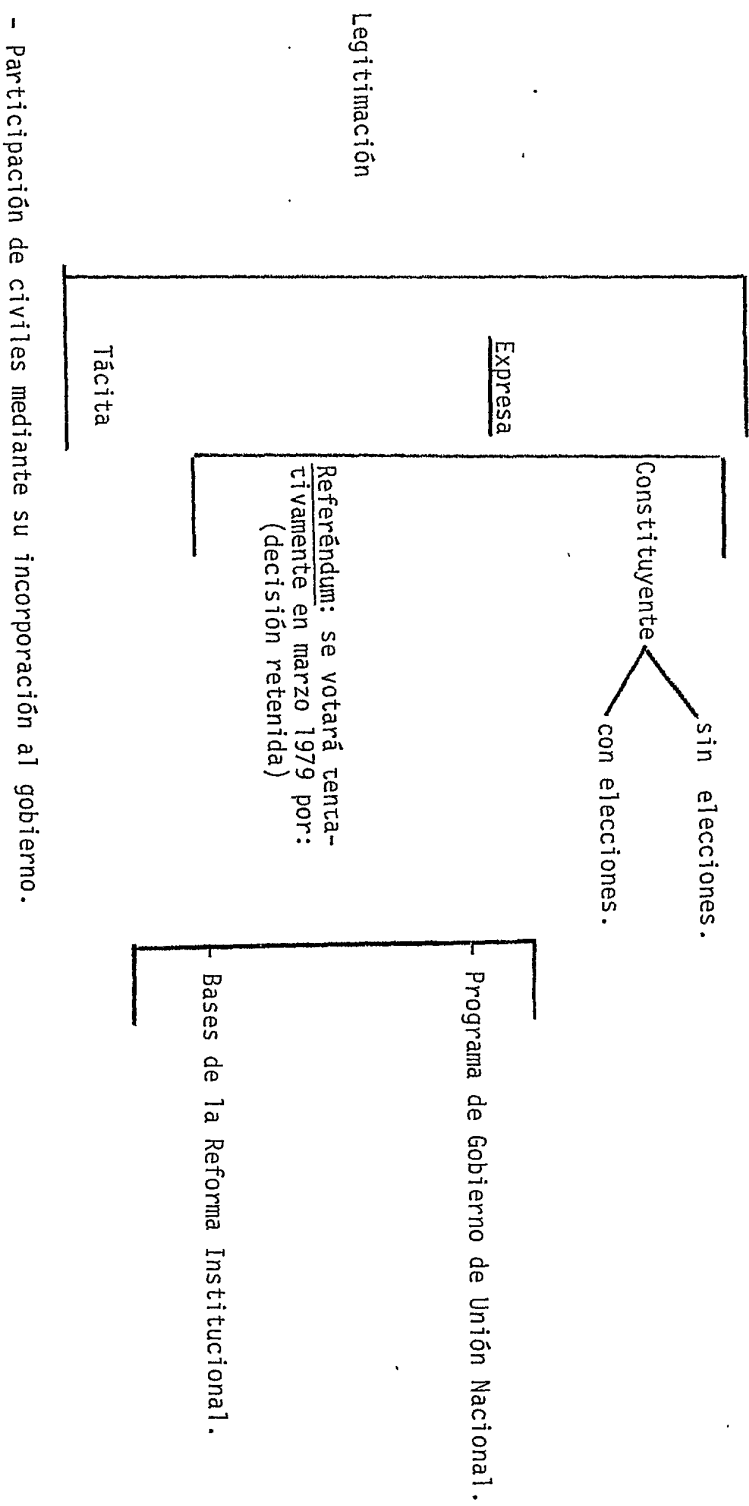 Legitimación
Expresa
Constituyente
sin elecciones.
con elecciones.
Referéndum: se votará tenta-
tivamente en marzo 1979 por:
(decisión retenida)
- Programa de Gobierno de Unión Nacional.
- Bases de la Reforma Institucional.
Tácita
- Participación de civiles mediante su incorporación al gobierno.